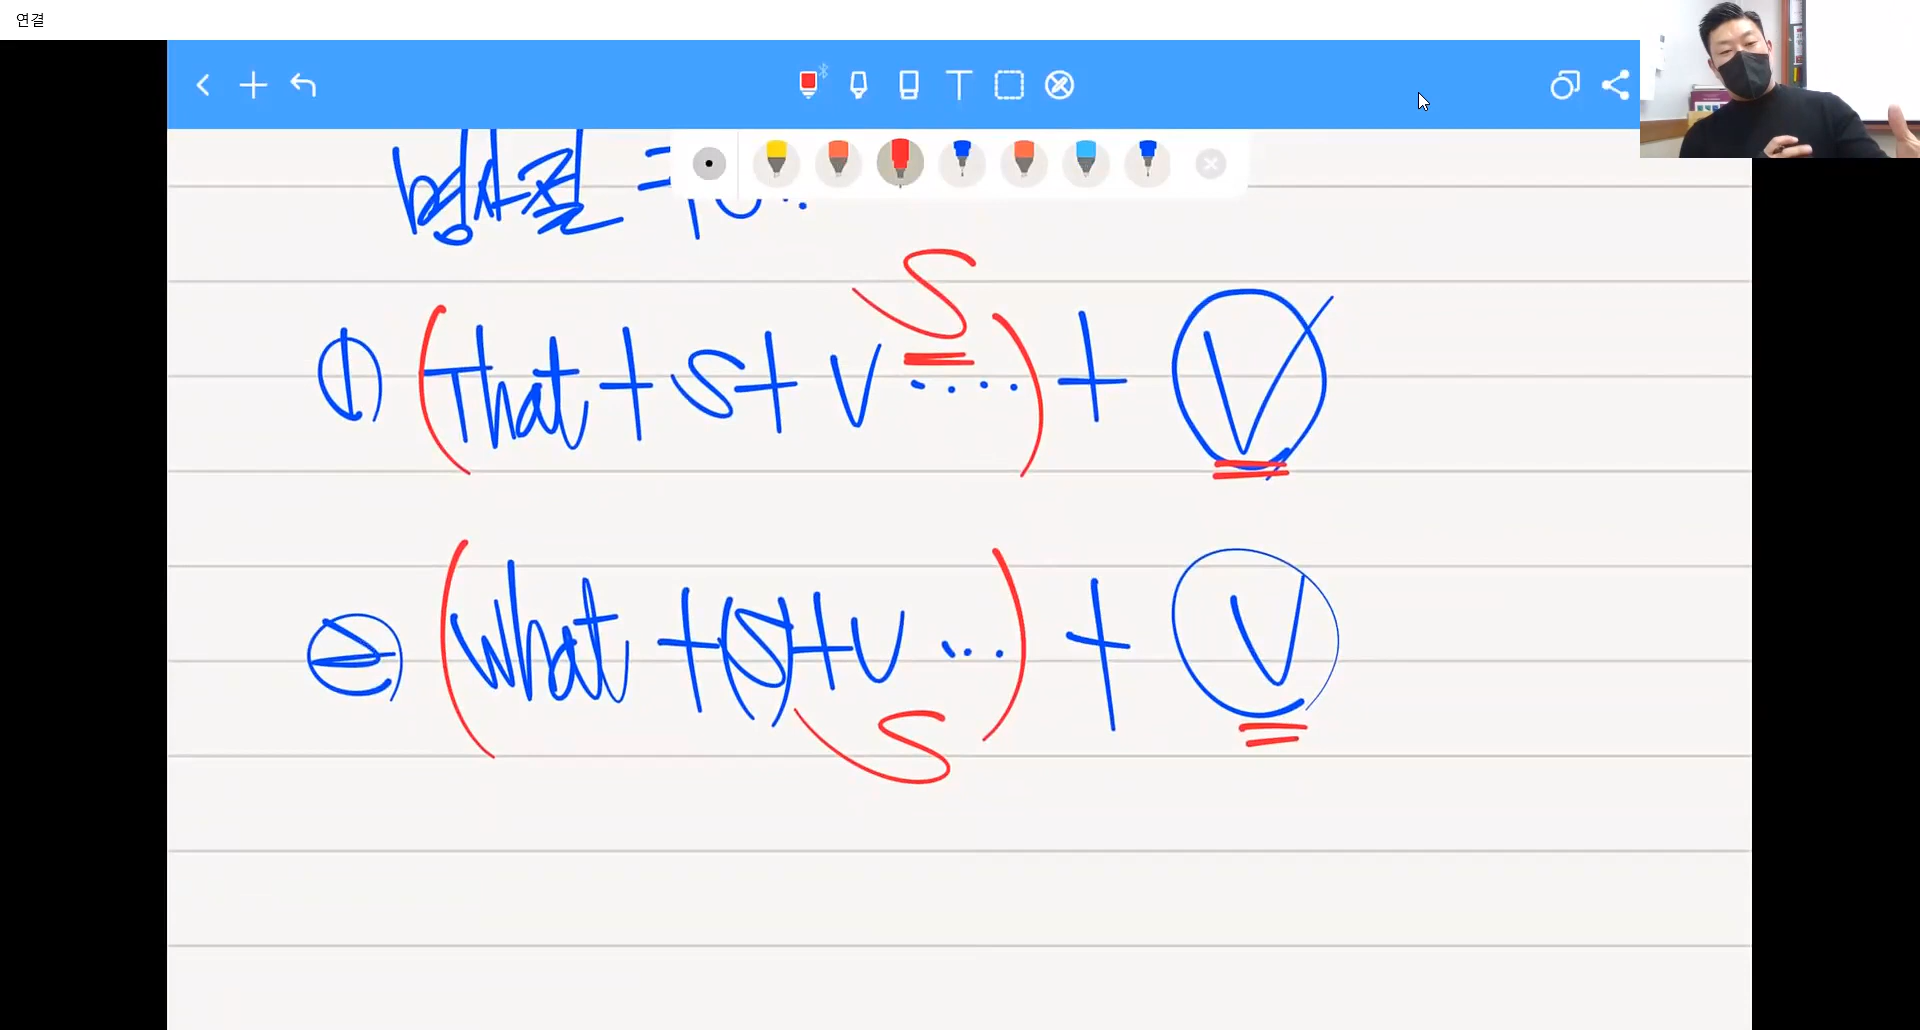 연결
명사절 =
① (That + S + V ····) + V
S
② (What + (S) + V ...) + V
S